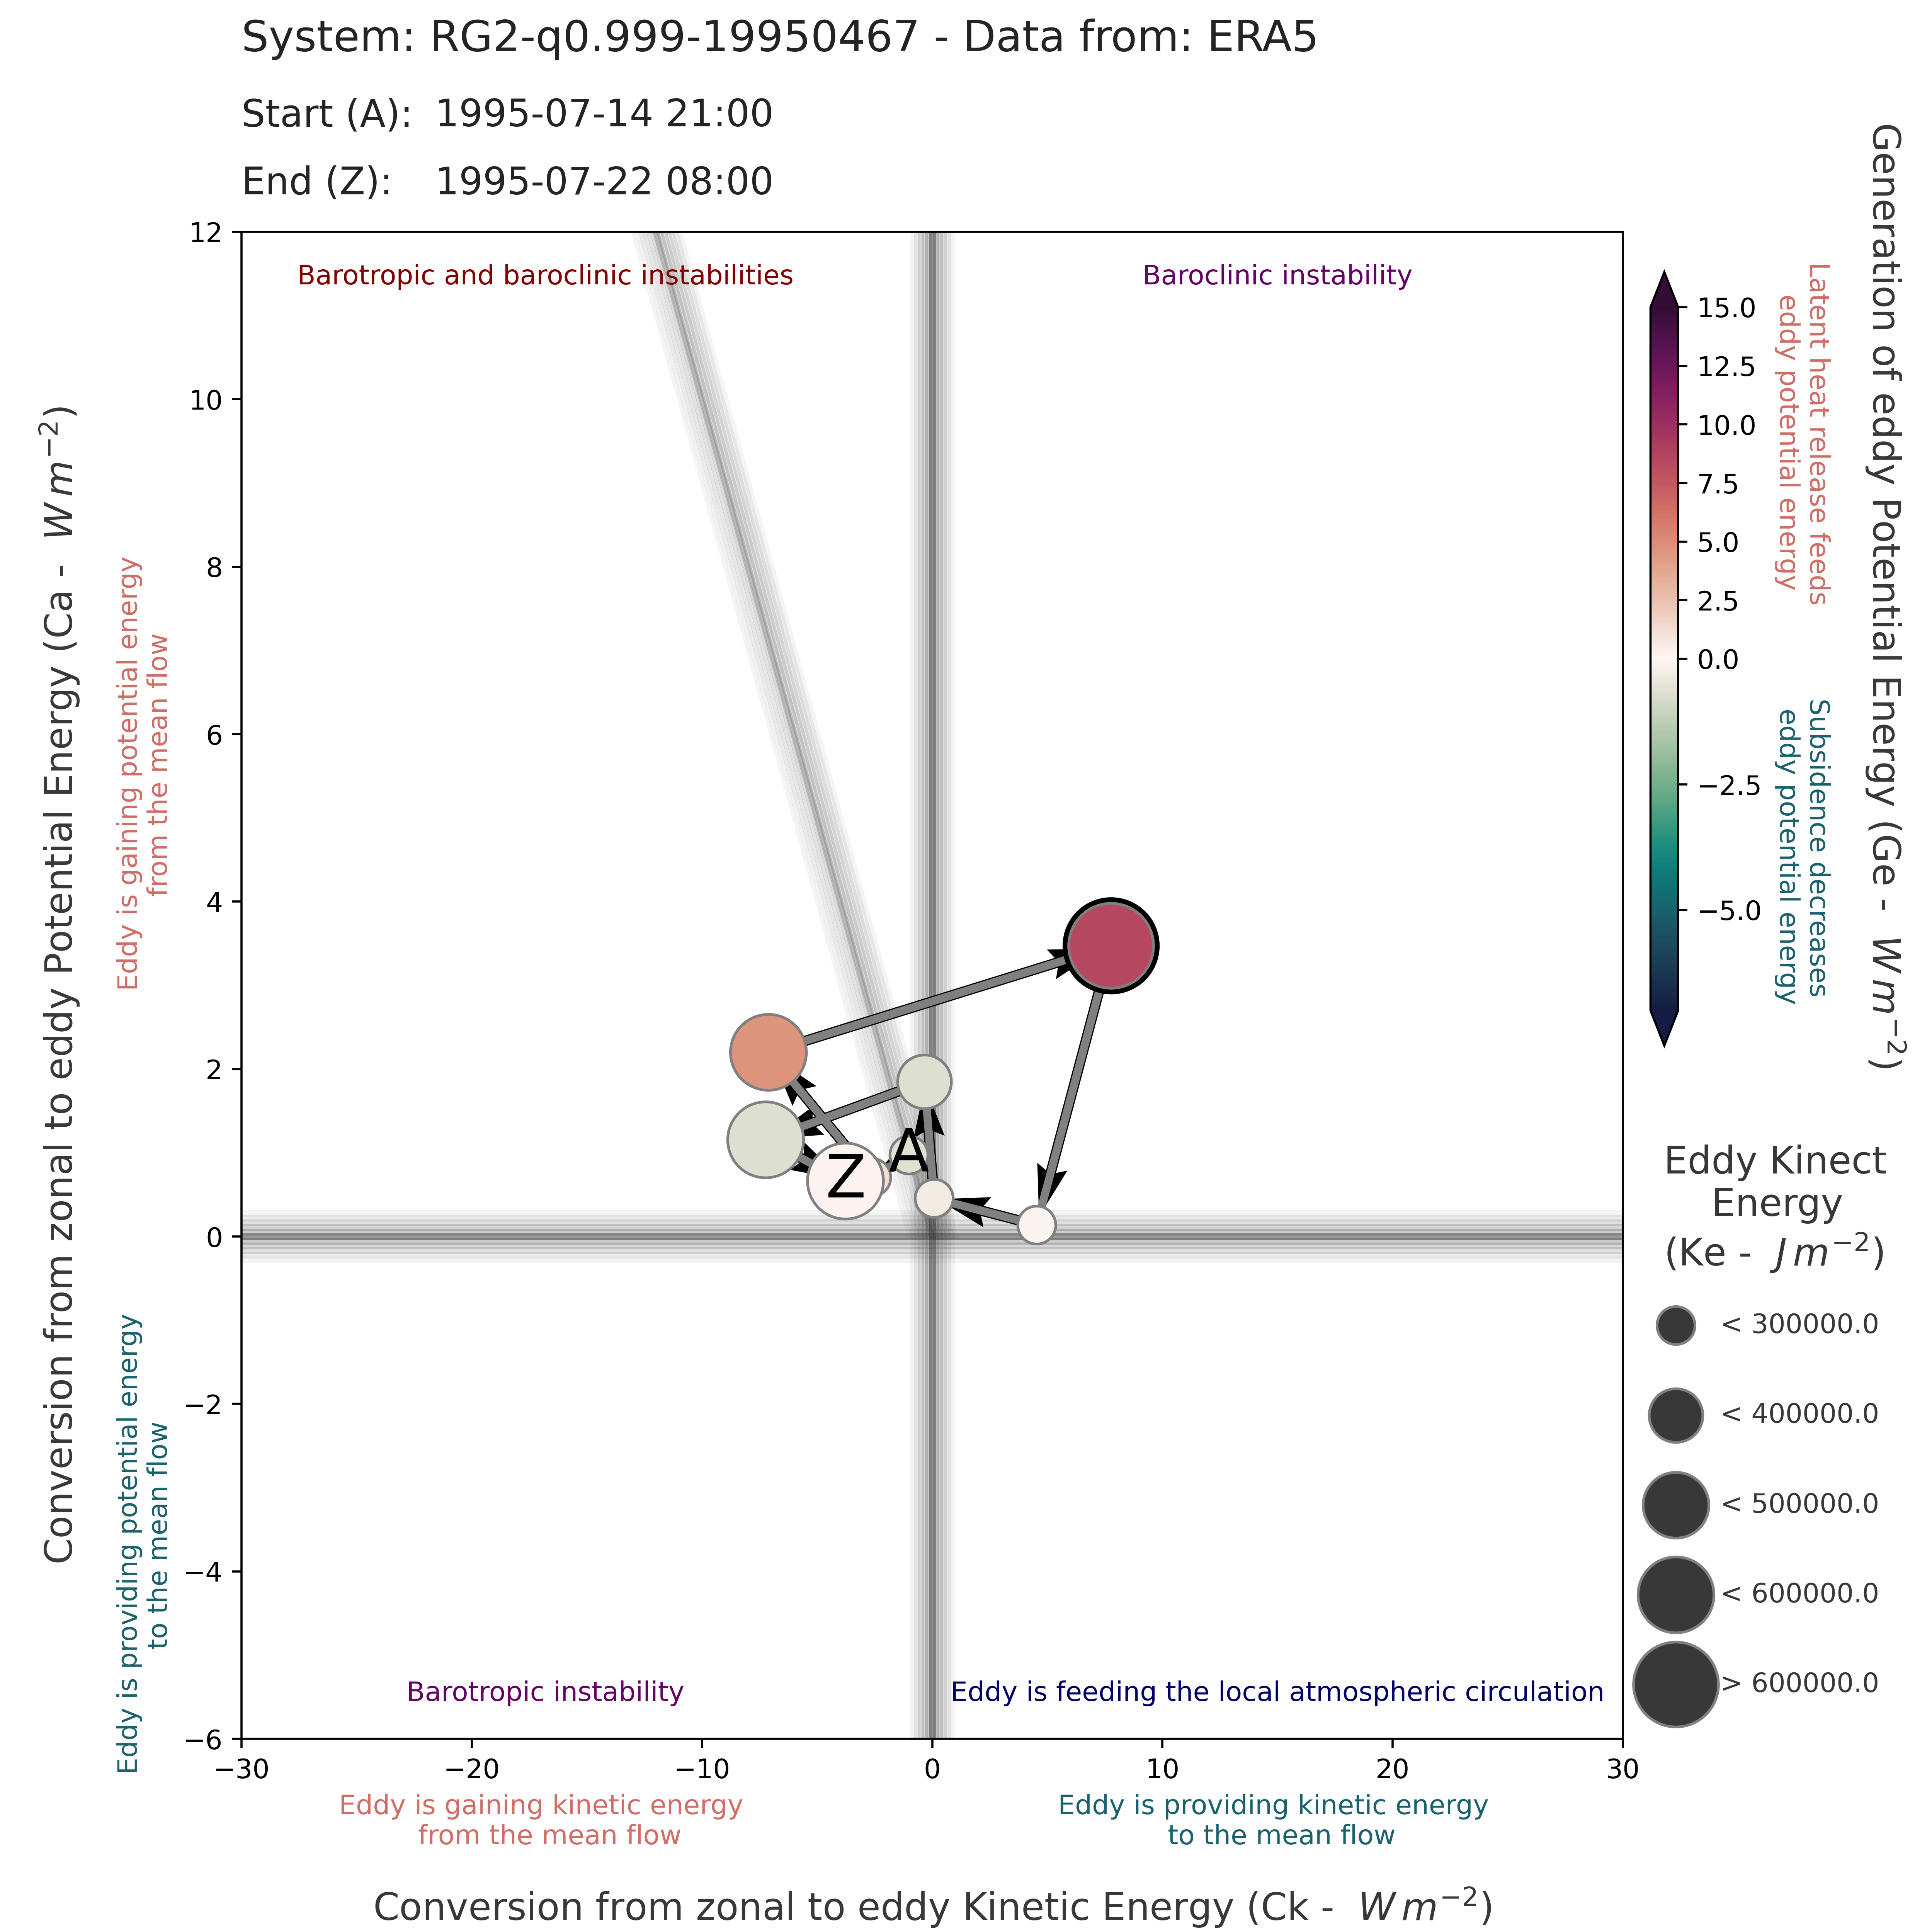 System: RG2-q0.999-19950467 - Data from: ERA5
Start (A): 1995-07-14 21:00
End (Z): 1995-07-22 08:00
Conversion from zonal to eddy Potential Energy (Ca - W m−2)
Eddy is gaining potential energy
from the mean flow
Eddy is providing potential energy
to the mean flow
12
10
8
6
4
2
0
−2
−4
−6
Barotropic and baroclinic instabilities
Baroclinic instability
A
Z
Barotropic instability
Eddy is feeding the local atmospheric circulation
−30
−20
−10
0
10
20
30
Eddy is gaining kinetic energy
from the mean flow
Eddy is providing kinetic energy
to the mean flow
Conversion from zonal to eddy Kinetic Energy (Ck - W m−2)
15.0
12.5
10.0
7.5
5.0
2.5
0.0
−2.5
−5.0
Latent heat release feeds
eddy potential energy
Subsidence decreases
eddy potential energy
Generation of eddy Potential Energy (Ge - W m−2)
Eddy Kinect
Energy
(Ke - J m−2)
< 300000.0
< 400000.0
< 500000.0
< 600000.0
> 600000.0